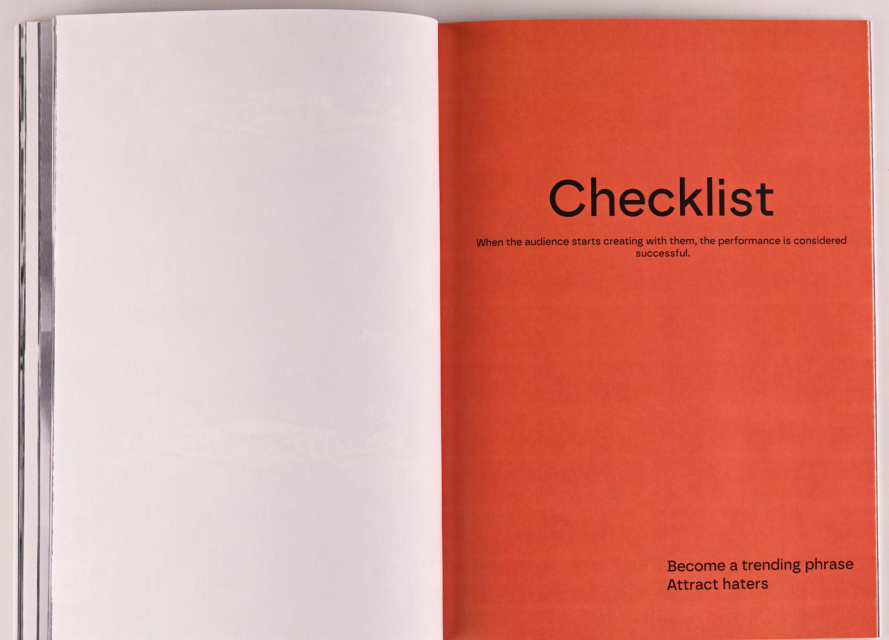 Checklist
When the audience starts creating with them, the performance is considered
successful.
Become a trending phrase
Attract haters